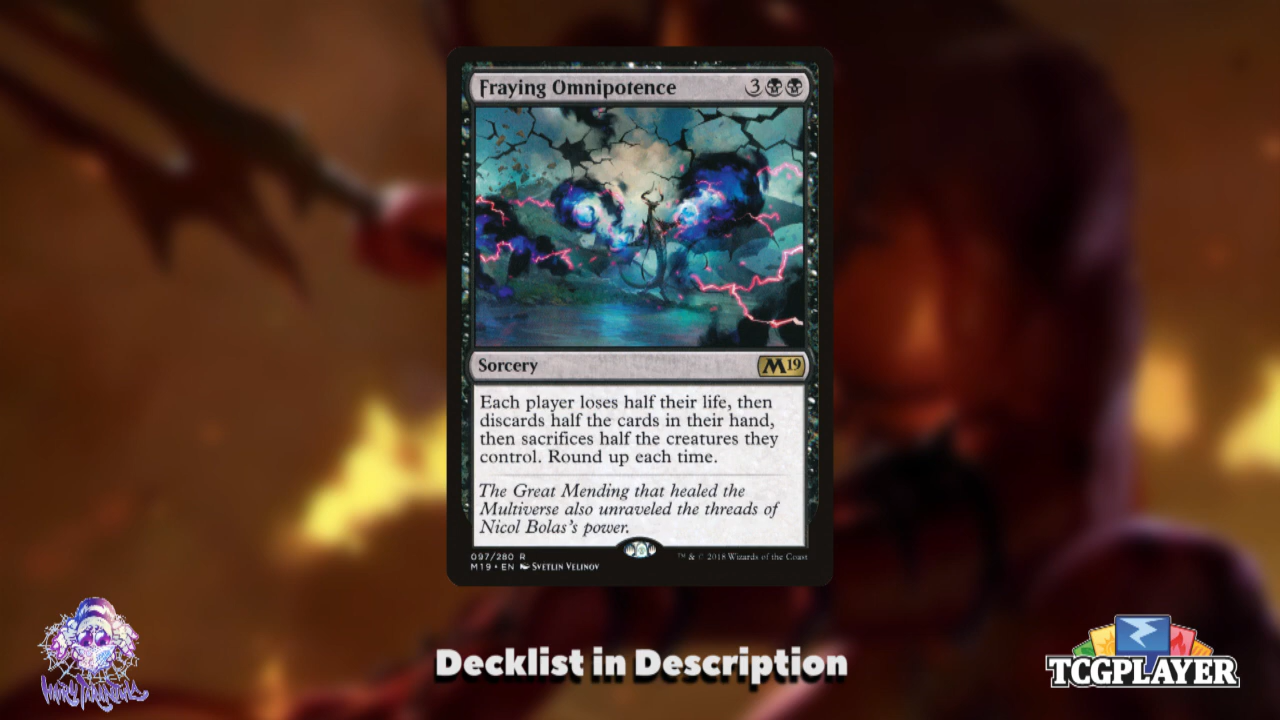 Fraying Omnipotence 3
Sorcery M19
Each player loses half their life, then
discards half the cards in their hand,
then sacrifices half the creatures they
control. Round up each time.
The Great Mending that healed the
Multiverse also unraveled the threads of
Nicol Bolas's power.
097/280 R
M19 • EN SVETLIN VELINOV
™ & © 2018 Wizards of the Coast
Decklist in Description
TCGPLAYER